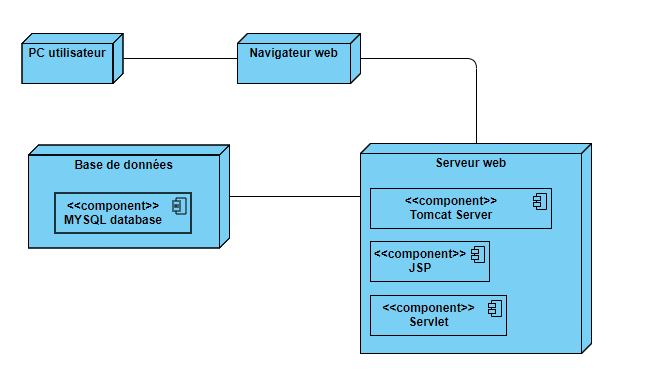 PC utilisateur
Navigateur web
Base de données
<<component>>
MYSQL database
Serveur web
<<component>>
Tomcat Server
<<component>>
JSP
<<component>>
Servlet